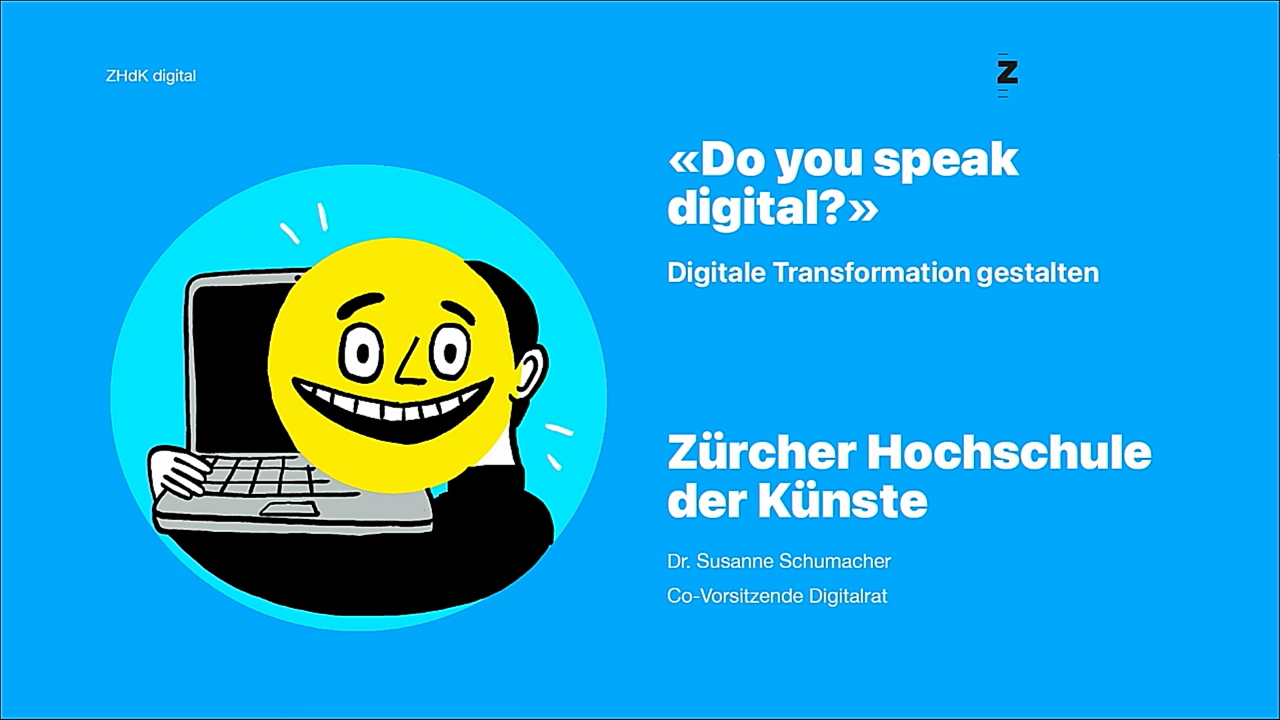 ZHdK digital
Z
«Do you speak
digital?»
Digitale Transformation gestalten
Zürcher Hochschule
der Künste
Dr. Susanne Schumacher
Co-Vorsitzende Digitalrat